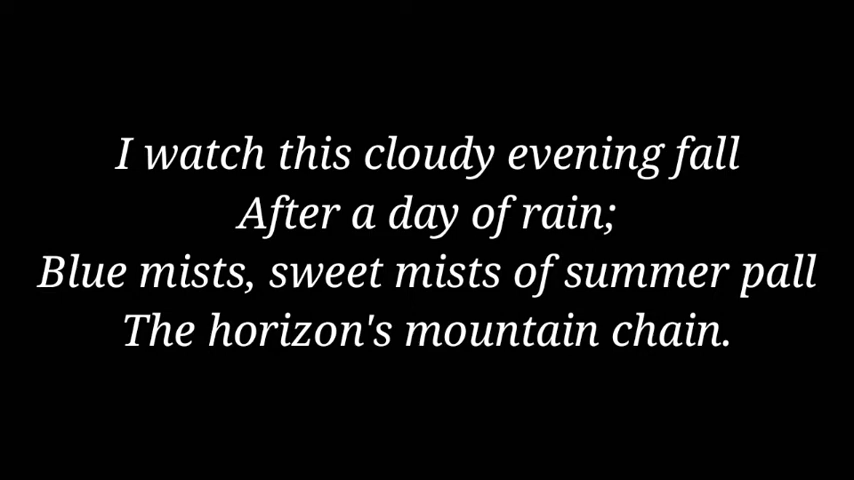 I watch this cloudy evening fall
After a day of rain;
Blue mists, sweet mists of summer pall
The horizon's mountain chain.